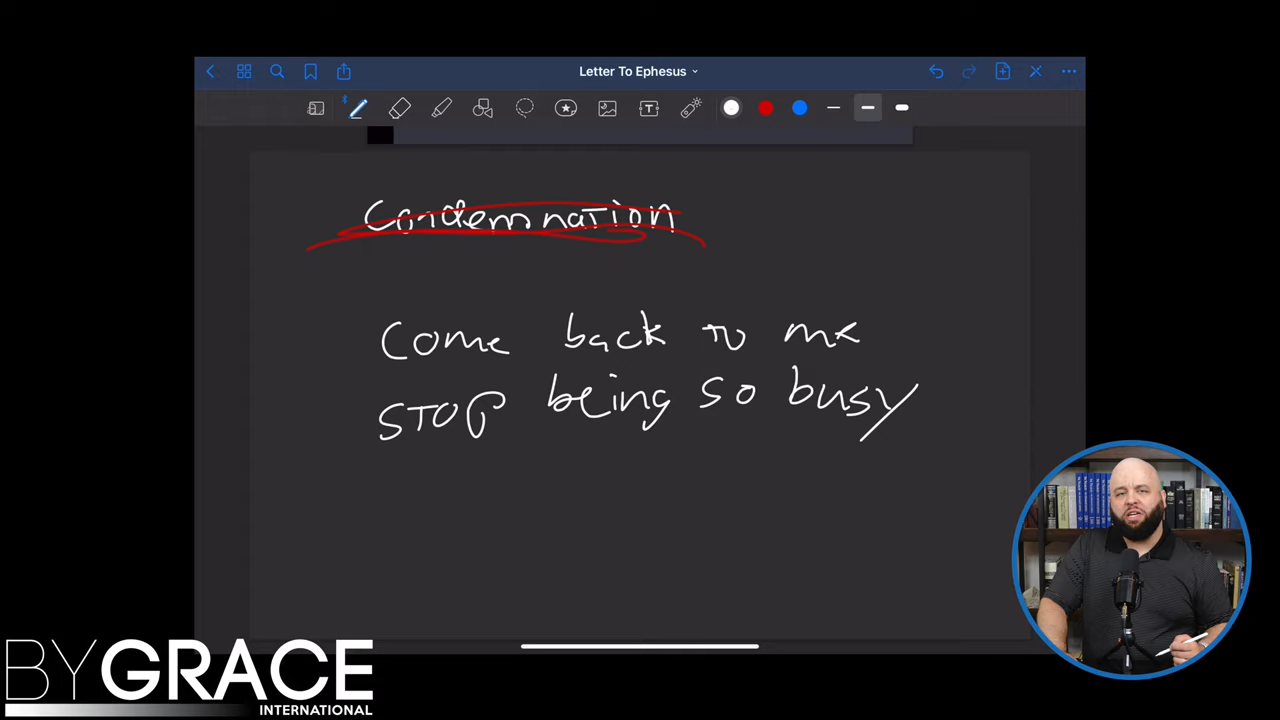 Letter To Ephesus
Condemnation
Come back to me
STOP being so busy
BYGRACE
INTERNATIONAL